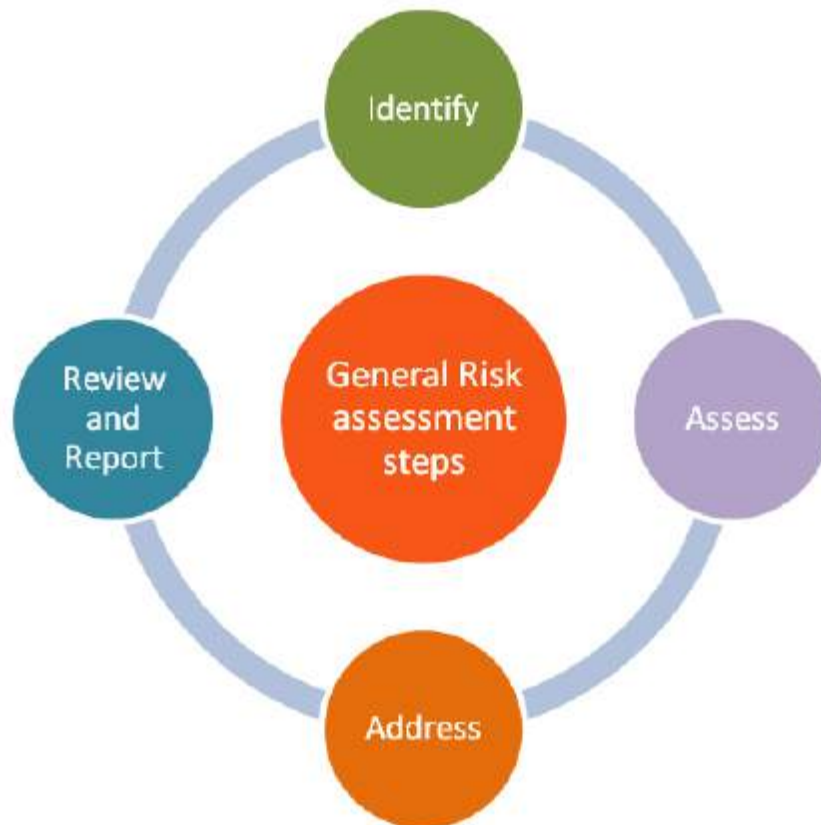 Identify
Review
and
Report
General Risk
assessment
steps
Assess
Address